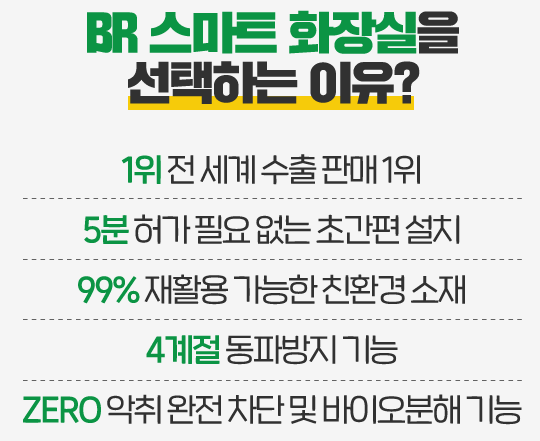 BR 스마트 화장실을
선택하는 이유?
1위 전 세계 수출 판매 1위
5분 허가 필요 없는 초간편 설치
99% 재활용 가능한 친환경 소재
4계절 동파방지 기능
ZERO 악취 완전 차단 및 바이오분해 기능